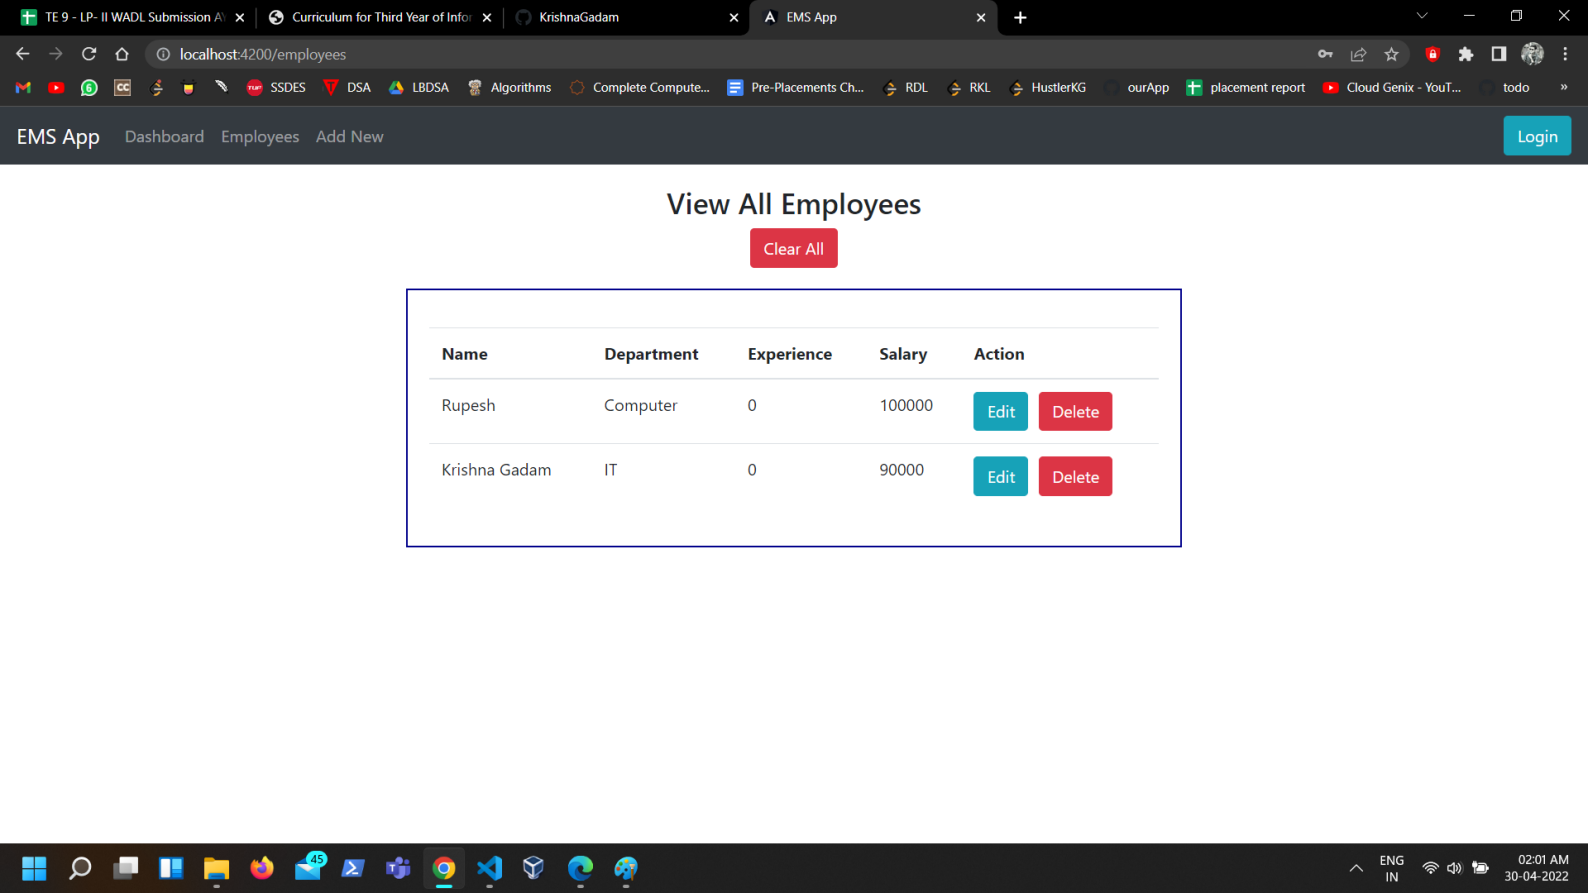 TE 9 - LP- II WADL Submission AY
Curriculum for Third Year of Infor
KrishnaGadam
EMS App
localhost:4200/employees
6
CC
TUF SSDES
DSA
LBDSA
Algorithms
Complete Compute...
Pre-Placements Ch...
RDL
RKL
HustlerKG
ourApp
placement report
Cloud Genix - YouT...
todo
»
EMS App Dashboard Employees Add New Login
View All Employees
Clear All
Name Department Experience Salary Action
Rupesh Computer 0 100000 Edit Delete
Krishna Gadam IT 0 90000 Edit Delete
45
ENG
IN
02:01 AM
30-04-2022